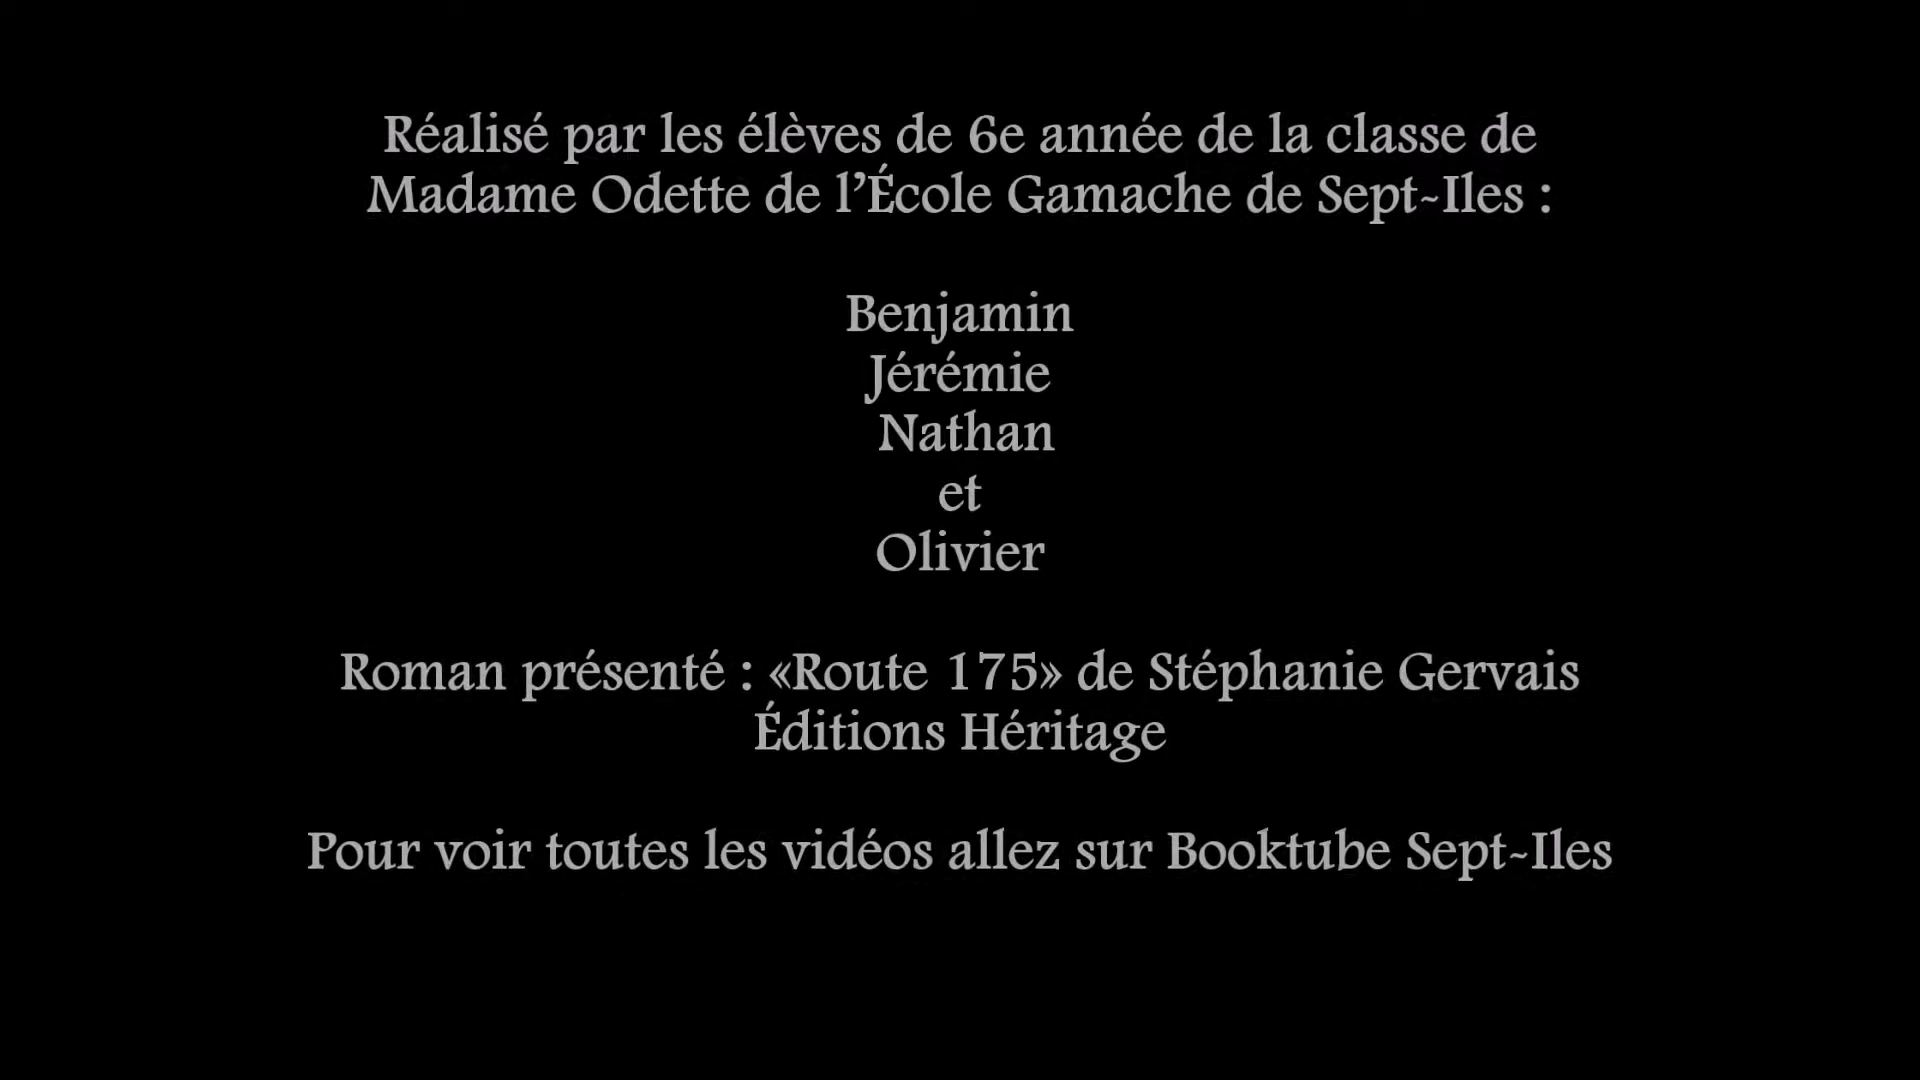 Réalisé par les élèves de 6e année de la classe de
Madame Odette de l’École Gamache de Sept-Iles :
Benjamin
Jérémie
Nathan
et
Olivier
Roman présenté : «Route 175» de Stéphanie Gervais
Éditions Héritage
Pour voir toutes les vidéos allez sur Booktube Sept-Iles